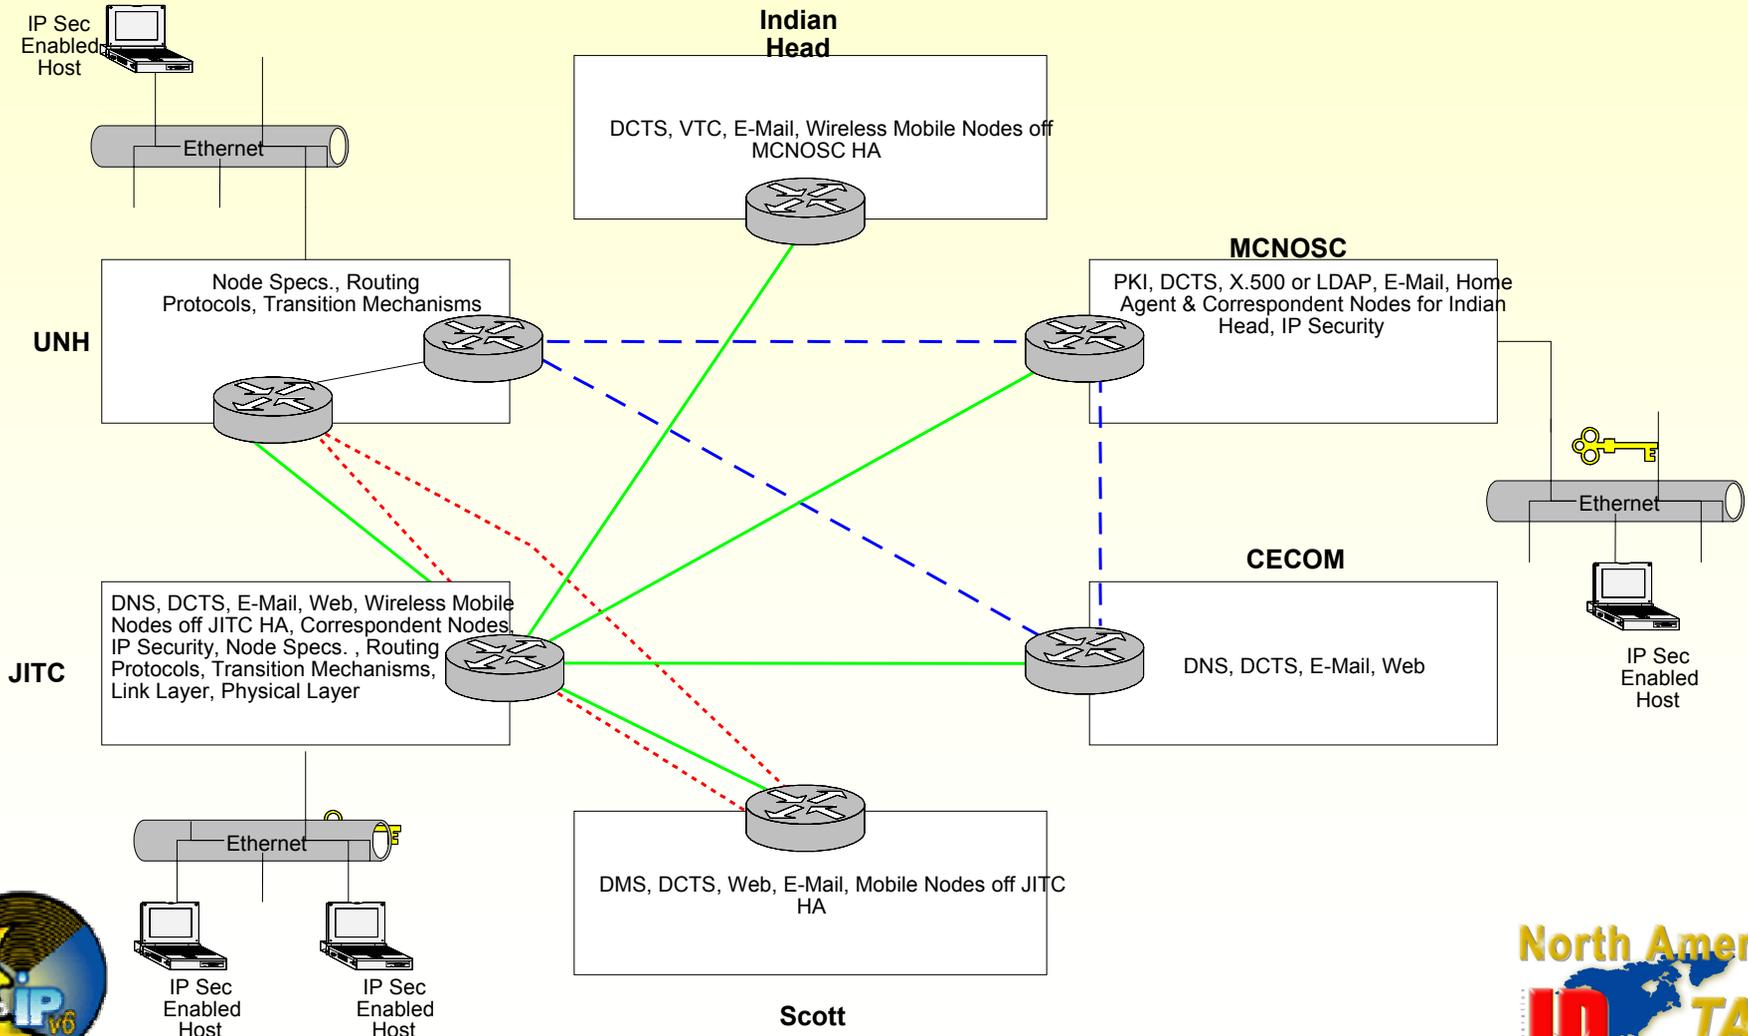 IP Sec
Enabled
Host
Ethernet
Indian
Head
DCTS, VTC, E-Mail, Wireless Mobile Nodes off
MCNOSC HA
UNH
Node Specs., Routing
Protocols, Transition Mechanisms
MCNOSC
PKI, DCTS, X.500 or LDAP, E-Mail, Home
Agent & Correspondent Nodes for Indian
Head, IP Security
Ethernet
IP Sec
Enabled
Host
CECOM
DNS, DCTS, E-Mail, Web
JITC
DNS, DCTS, E-Mail, Web, Wireless Mobile
Nodes off JITC HA, Correspondent Nodes,
IP Security, Node Specs. , Routing
Protocols, Transition Mechanisms,
Link Layer, Physical Layer
Ethernet
IP Sec
Enabled
Host
IP Sec
Enabled
Host
DMS, DCTS, Web, E-Mail, Mobile Nodes off JITC
HA
Scott
IPv6
North Amer
TA